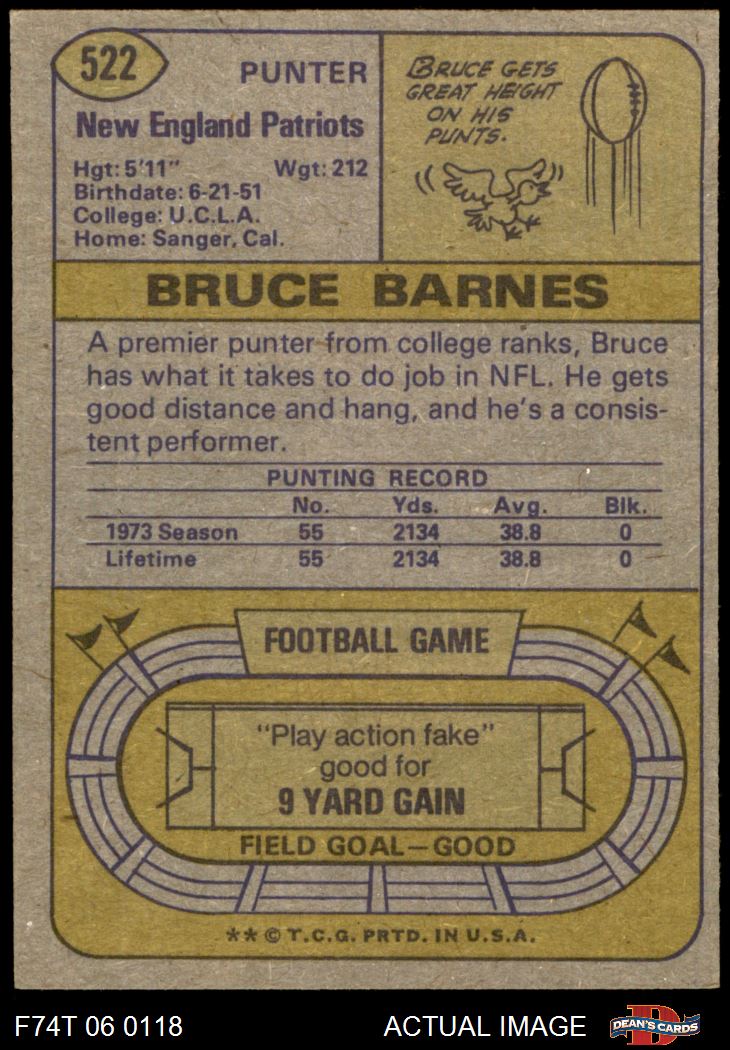 522
PUNTER
New England Patriots
Hgt: 5'11" Wgt: 212
Birthdate: 6-21-51
College: U.C.L.A.
Home: Sanger, Cal.
BRUCE GETS
GREAT HEIGHT
ON HIS
PUNTS.
BRUCE BARNES
A premier punter from college ranks, Bruce
has what it takes to do job in NFL. He gets
good distance and hang, and he's a consis-
tent performer.
PUNTING RECORD
No. Yds. Avg. Blk.
1973 Season 55 2134 38.8 0
Lifetime 55 2134 38.8 0
FOOTBALL GAME
"Play action fake"
good for
9 YARD GAIN
FIELD GOAL—GOOD
** © T.C.G. PRTD. IN U.S.A.
F74T 06 0118 ACTUAL IMAGE
D
DEAN'S CARDS